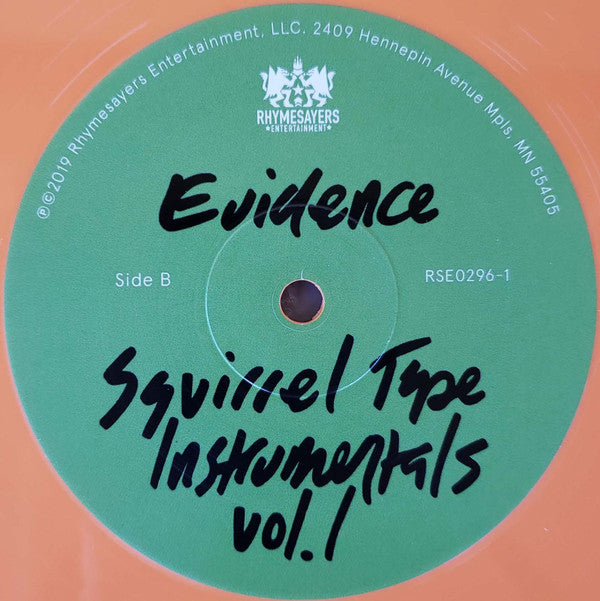 ℗©2019 Rhymesayers Entertainment, LLC. 2409 Hennepin Avenue Mpls. MN 55405
RHYMESAYERS
★ENTERTAINMENT★
Evidence
Side B
RSE0296-1
Squirrel Tape
Instrumentals
vol.1